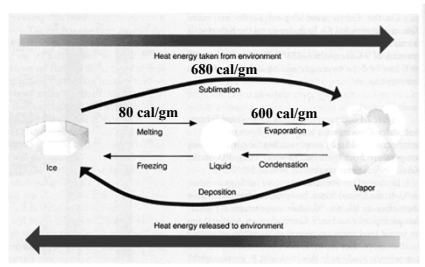 Heat energy taken from environment
680 cal/gm
Sublimation
80 cal/gm
600 cal/gm
Melting
Evaporation
Ice
Freezing
Liquid
Condensation
Vapor
Deposition
Heat energy released to environment